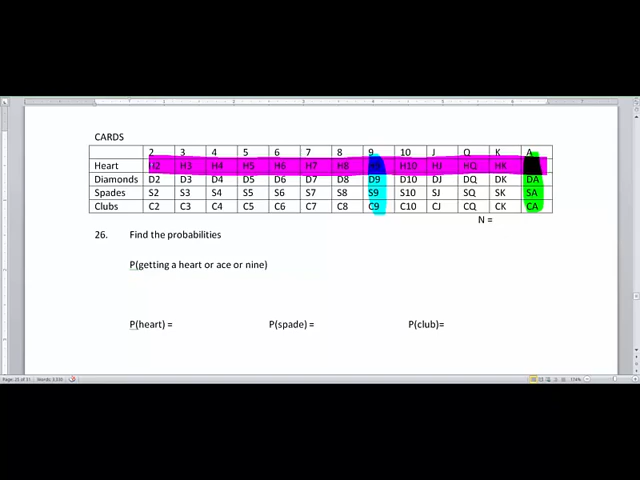 CARDS
2 3 4 5 6 7 8 9 10 J Q K A
Heart H2 H3 H4 H5 H6 H7 H8 H10 HJ HQ HK
Diamonds D2 D3 D4 D5 D6 D7 D8 D9 D10 DJ DQ DK DA
Spades S2 S3 S4 S5 S6 S7 S8 S9 S10 SJ SQ SK SA
Clubs C2 C3 C4 C5 C6 C7 C8 C9 C10 CJ CQ CK CA
N =
26. Find the probabilities
P(getting a heart or ace or nine)
P(heart) = P(spade) = P(club)=